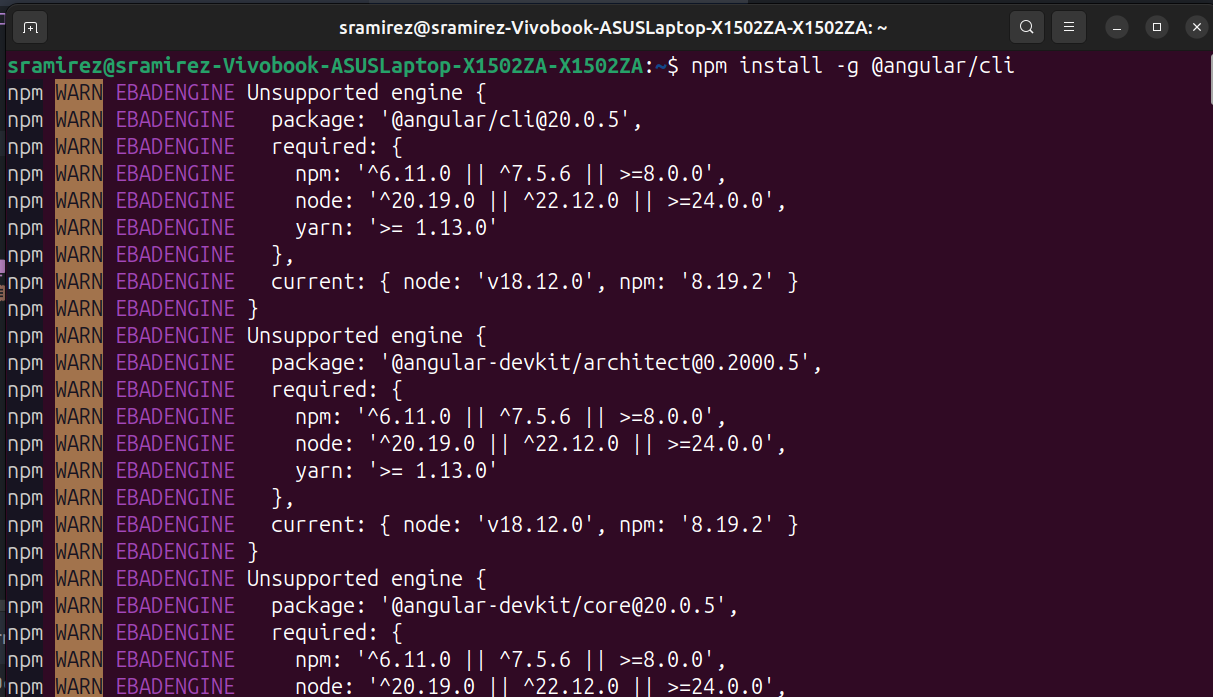 sramirez@sramirez-Vivobook-ASUSLaptop-X1502ZA-X1502ZA: ~
sramirez@sramirez-Vivobook-ASUSLaptop-X1502ZA-X1502ZA:~$ npm install -g @angular/cli
npm WARN EBADENGINE Unsupported engine {
npm WARN EBADENGINE   package: '@angular/cli@20.0.5',
npm WARN EBADENGINE   required: {
npm WARN EBADENGINE     npm: '^6.11.0 || ^7.5.6 || >=8.0.0',
npm WARN EBADENGINE     node: '^20.19.0 || ^22.12.0 || >=24.0.0',
npm WARN EBADENGINE     yarn: '>= 1.13.0'
npm WARN EBADENGINE   },
npm WARN EBADENGINE   current: { node: 'v18.12.0', npm: '8.19.2' }
npm WARN EBADENGINE }
npm WARN EBADENGINE Unsupported engine {
npm WARN EBADENGINE   package: '@angular-devkit/architect@0.2000.5',
npm WARN EBADENGINE   required: {
npm WARN EBADENGINE     npm: '^6.11.0 || ^7.5.6 || >=8.0.0',
npm WARN EBADENGINE     node: '^20.19.0 || ^22.12.0 || >=24.0.0',
npm WARN EBADENGINE     yarn: '>= 1.13.0'
npm WARN EBADENGINE   },
npm WARN EBADENGINE   current: { node: 'v18.12.0', npm: '8.19.2' }
npm WARN EBADENGINE }
npm WARN EBADENGINE Unsupported engine {
npm WARN EBADENGINE   package: '@angular-devkit/core@20.0.5',
npm WARN EBADENGINE   required: {
npm WARN EBADENGINE     npm: '^6.11.0 || ^7.5.6 || >=8.0.0',
npm WARN EBADENGINE     node: '^20.19.0 || ^22.12.0 || >=24.0.0',